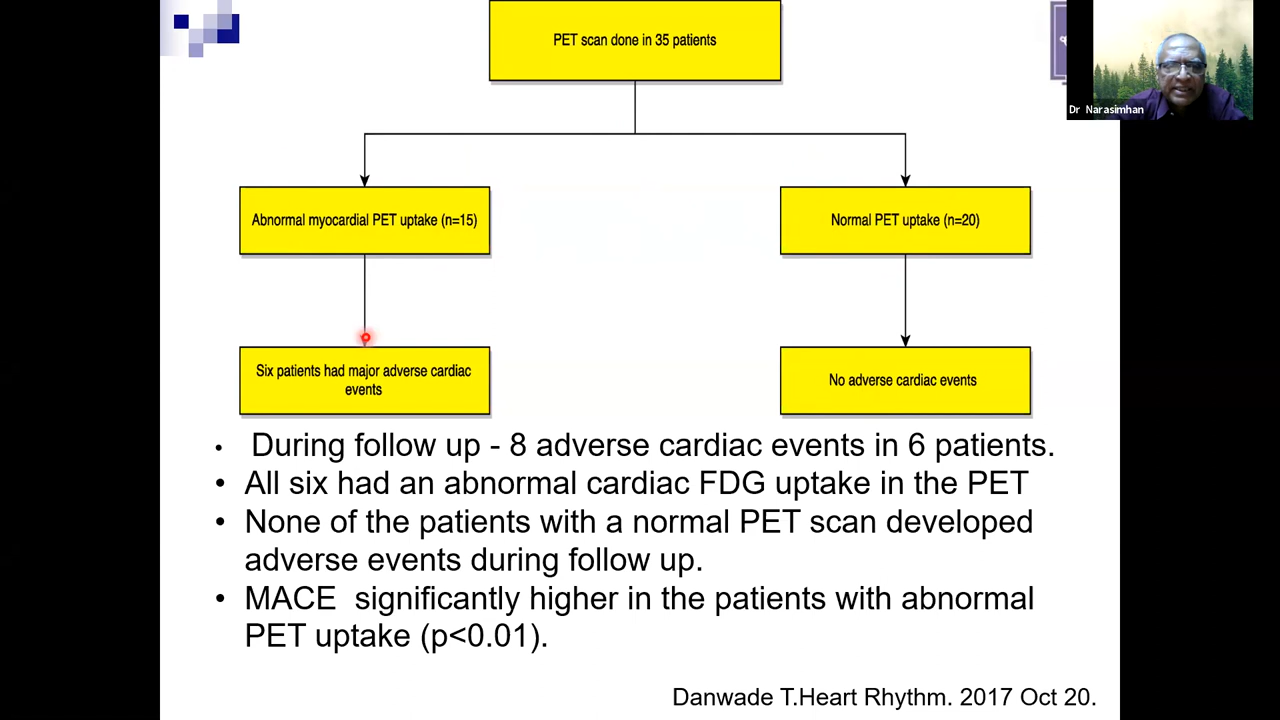 PET scan done in 35 patients
Dr Narasimhan
Abnormal myocardial PET uptake (n=15)
Normal PET uptake (n=20)
Six patients had major adverse cardiac
events
No adverse cardiac events
• During follow up - 8 adverse cardiac events in 6 patients.
• All six had an abnormal cardiac FDG uptake in the PET
• None of the patients with a normal PET scan developed
adverse events during follow up.
• MACE significantly higher in the patients with abnormal
PET uptake (p<0.01).
Danwade T.Heart Rhythm. 2017 Oct 20.